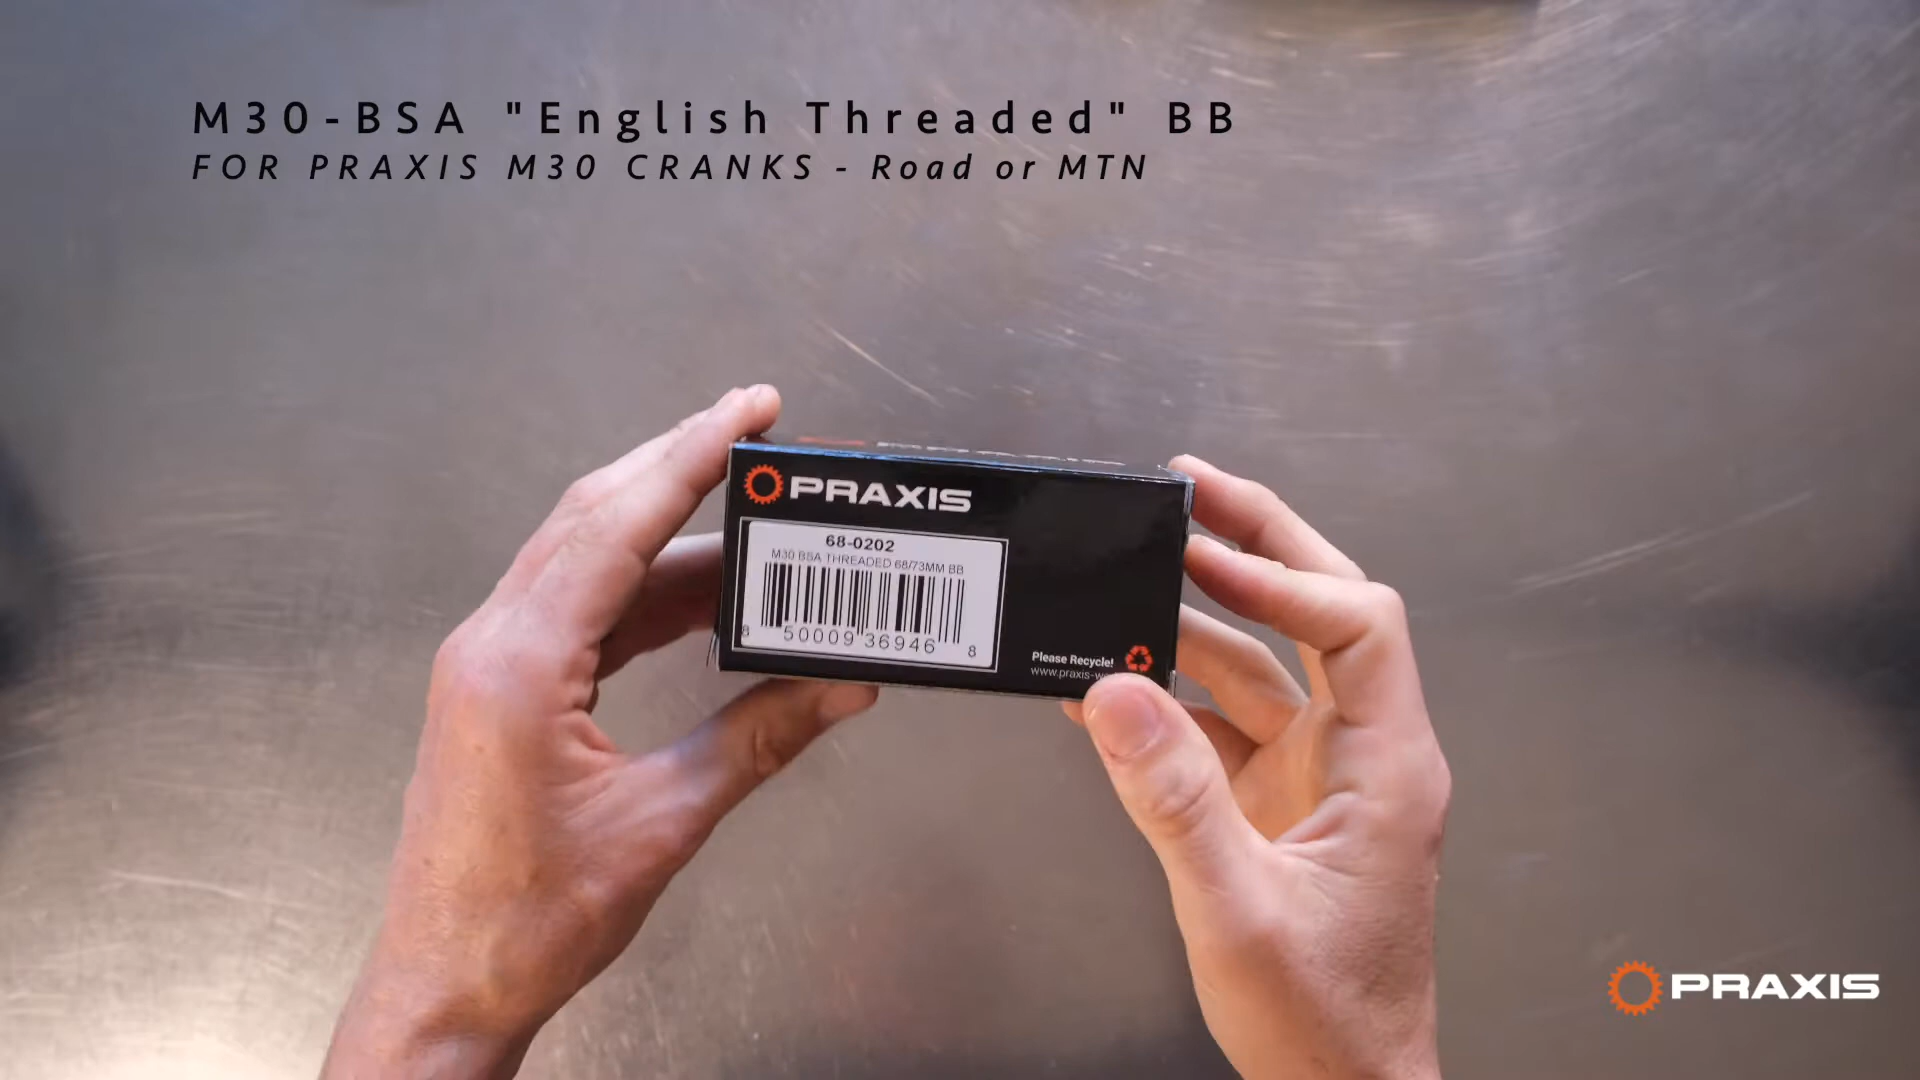 M30-BSA "English Threaded" BB
FOR PRAXIS M30 CRANKS - Road or MTN
PRAXIS
68-0202
M30 BSA THREADED 68/73MM BB
8 50009 36946 8
Please Recycle!
PRAXIS